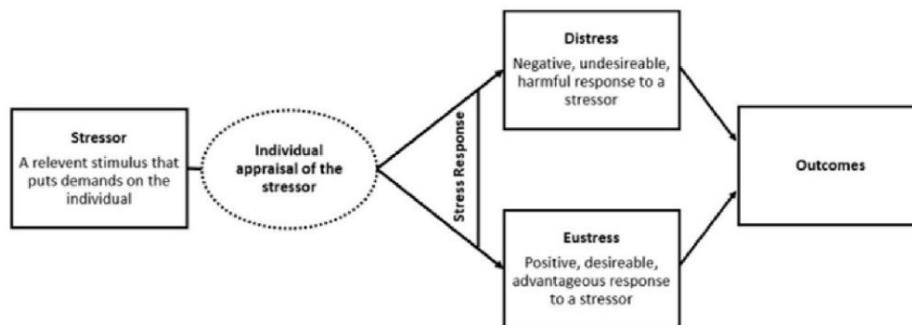 Stressor
A relevent stimulus that
puts demands on the
individual
Individual
appraisal of the
stressor
Stress Response
Distress
Negative, undesireable,
harmful response to a
stressor
Eustress
Positive, desireable,
advantageous response
to a stressor
Outcomes